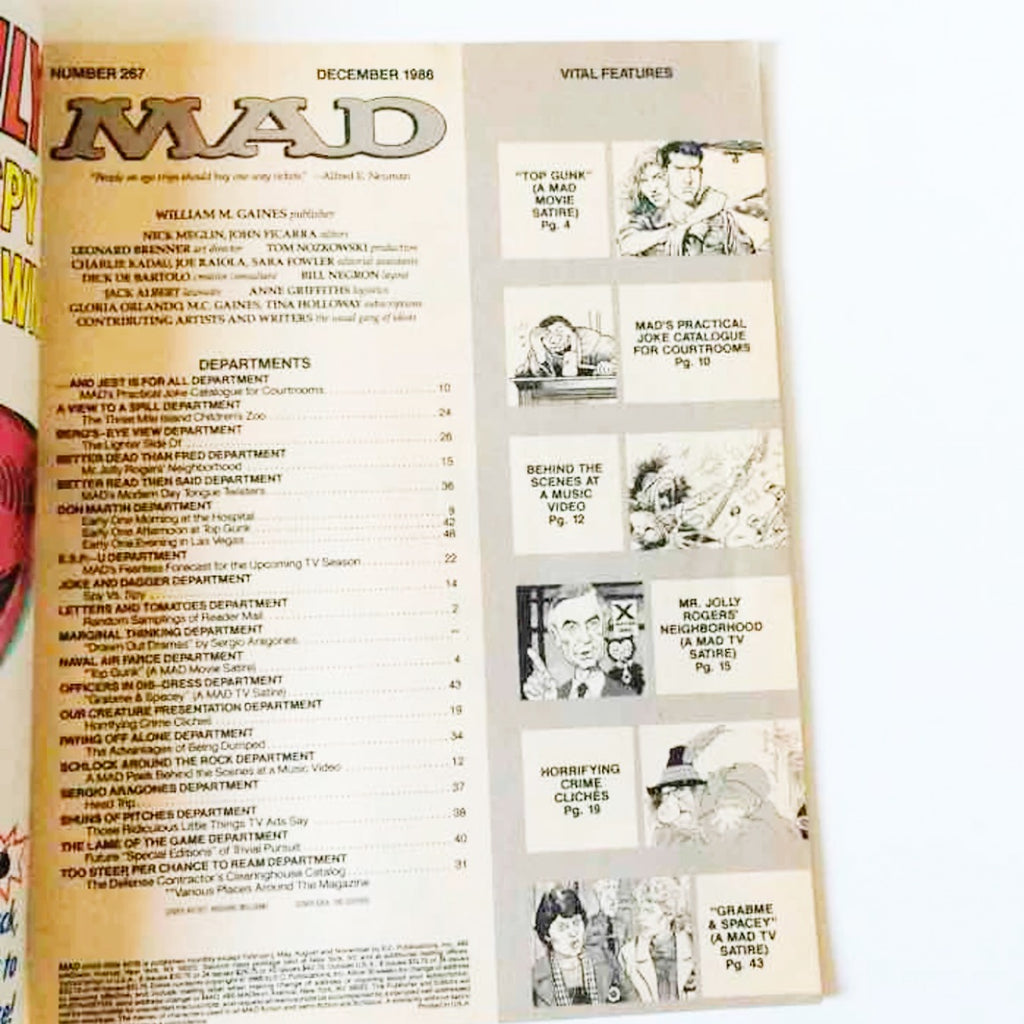 NUMBER 267
DECEMBER 1986
MAD
"People on ego trips should buy one-way tickets." —Alfred E. Neuman
WILLIAM M. GAINES publisher
NICK MEGLIN, JOHN FICARRA editors
LEONARD BRENNER art director TOM NOZKOWSKI production
CHARLIE KADAU, JOE RAIOLA, SARA FOWLER editorial assistants
DICK DE BARTOLO creative consultant BILL NEGRON layout
JACK ALBERT lawsuits ANNE GRIFFITHS logistics
GLORIA ORLANDO, M.C. GAINES, TINA HOLLOWAY subscriptions
CONTRIBUTING ARTISTS AND WRITERS the usual gang of idiots
DEPARTMENTS
AND JEST IS FOR ALL DEPARTMENT
MAD's Practical Joke Catalogue for Courtrooms 10
A VIEW TO A SPILL DEPARTMENT
The Three Mile Island Children's Zoo 24
BERG'S-EYE VIEW DEPARTMENT
The Lighter Side Of 26
BETTER DEAD THAN FRED DEPARTMENT
Mr. Jolly Rogers' Neighborhood 15
BETTER READ THEN SAID DEPARTMENT
MAD's Modern Day Tongue Twisters 36
DON MARTIN DEPARTMENT
Early One Morning at the Hospital 9
Early One Afternoon at Top Gunk 42
Early One Evening in Las Vegas 48
E.S.P.—U DEPARTMENT
MAD's Fearless Forecast for the Upcoming TV Season 22
JOKE AND DAGGER DEPARTMENT
Spy Vs. Spy 14
LETTERS AND TOMATOES DEPARTMENT
Random Samplings of Reader Mail 2
MARGINAL THINKING DEPARTMENT
"Drawn Out Dramas" by Sergio Aragones **
NAVAL AIR FARCE DEPARTMENT
"Top Gunk" (A MAD Movie Satire) 4
OFFICERS IN DIS-DRESS DEPARTMENT
"Grabme & Spacey" (A MAD TV Satire) 43
OUR CREATURE PRESENTATION DEPARTMENT
Horrifying Crime Cliches 19
PAYING OFF ALONE DEPARTMENT
The Advantages of Being Dumped 34
SCHLOCK AROUND THE ROCK DEPARTMENT
A MAD Peek Behind the Scenes at a Music Video 12
SERGIO ARAGONES DEPARTMENT
Head Trip 37
SHUNS OF PITCHES DEPARTMENT
Those Ridiculous Little Things TV Ads Say 38
THE LAME OF THE GAME DEPARTMENT
Future "Special Editions" of Trivial Pursuit 40
TOO STEER PER CHANCE TO REAM DEPARTMENT
The Defense Contractor's Clearinghouse Catalog 31
**Various Places Around The Magazine
VITAL FEATURES
"TOP GUNK"
(A MAD
MOVIE
SATIRE)
Pg. 4
MAD'S PRACTICAL
JOKE CATALOGUE
FOR COURTROOMS
Pg. 10
BEHIND THE
SCENES AT
A MUSIC
VIDEO
Pg. 12
X
MR. JOLLY
ROGERS'
NEIGHBORHOOD
(A MAD TV
SATIRE)
Pg. 15
HORRIFYING
CRIME
CLICHÉS
Pg. 19
"GRABME
& SPACEY"
(A MAD TV
SATIRE)
Pg. 43